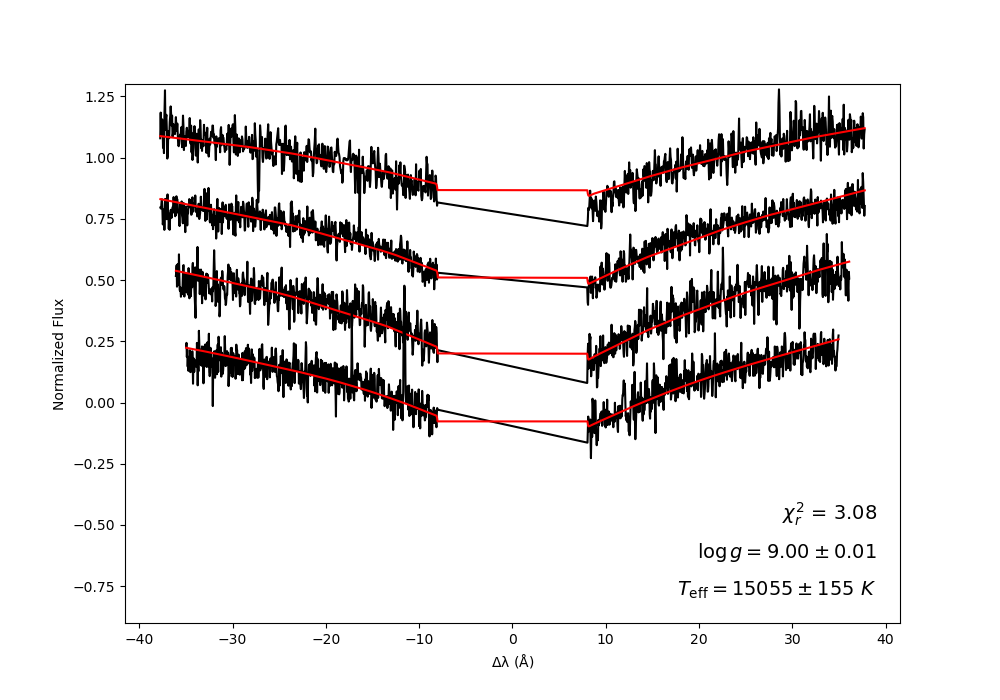 1.25
1.00
0.75
0.50
0.25
0.00
−0.25
−0.50
−0.75
Normalized Flux
χ²ᵣ = 3.08
log g = 9.00 ± 0.01
T_eff = 15055 ± 155 K
−40 −30 −20 −10 0 10 20 30 40
Δλ (Å)